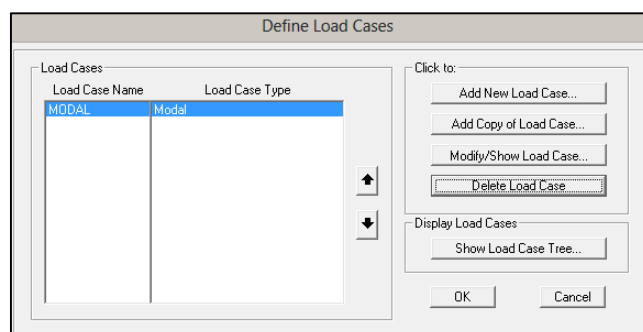 Define Load Cases
Load Cases
Load Case Name Load Case Type
MODAL Modal
Click to:
Add New Load Case...
Add Copy of Load Case...
Modify/Show Load Case...
Delete Load Case
Display Load Cases
Show Load Case Tree...
OK Cancel